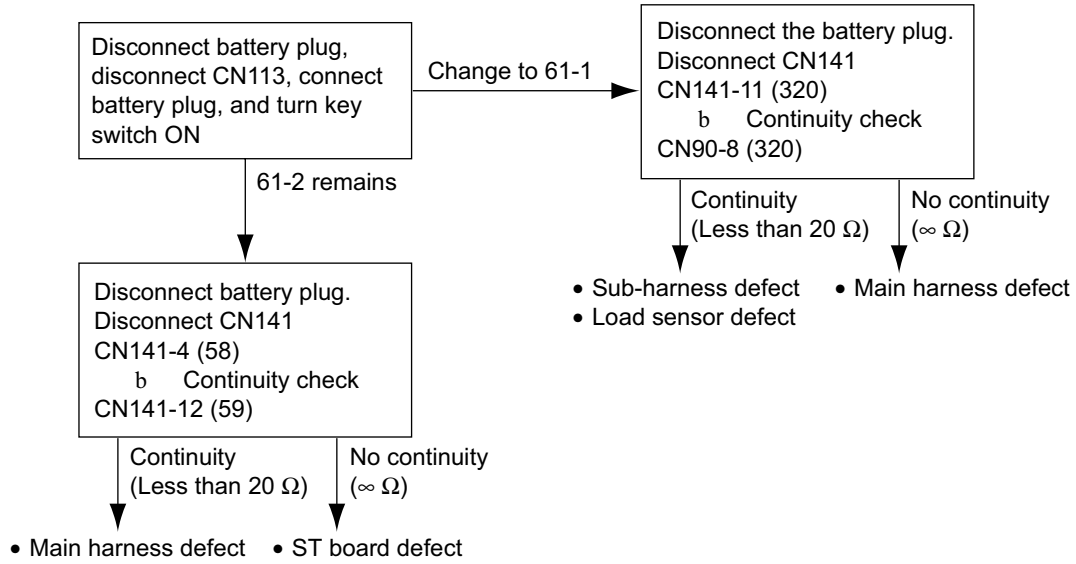 Disconnect battery plug,
disconnect CN113, connect
battery plug, and turn key
switch ON
Change to 61-1
Disconnect the battery plug.
Disconnect CN141
CN141-11 (320)
b Continuity check
CN90-8 (320)
61-2 remains
Continuity
(Less than 20 Ω)
No continuity
(∞ Ω)
• Sub-harness defect
• Load sensor defect
• Main harness defect
Disconnect battery plug.
Disconnect CN141
CN141-4 (58)
b Continuity check
CN141-12 (59)
Continuity
(Less than 20 Ω)
No continuity
(∞ Ω)
• Main harness defect
• ST board defect